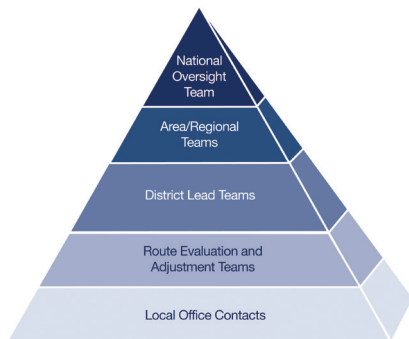 National
Oversight
Team
Area/Regional
Teams
District Lead Teams
Route Evaluation and
Adjustment Teams
Local Office Contacts